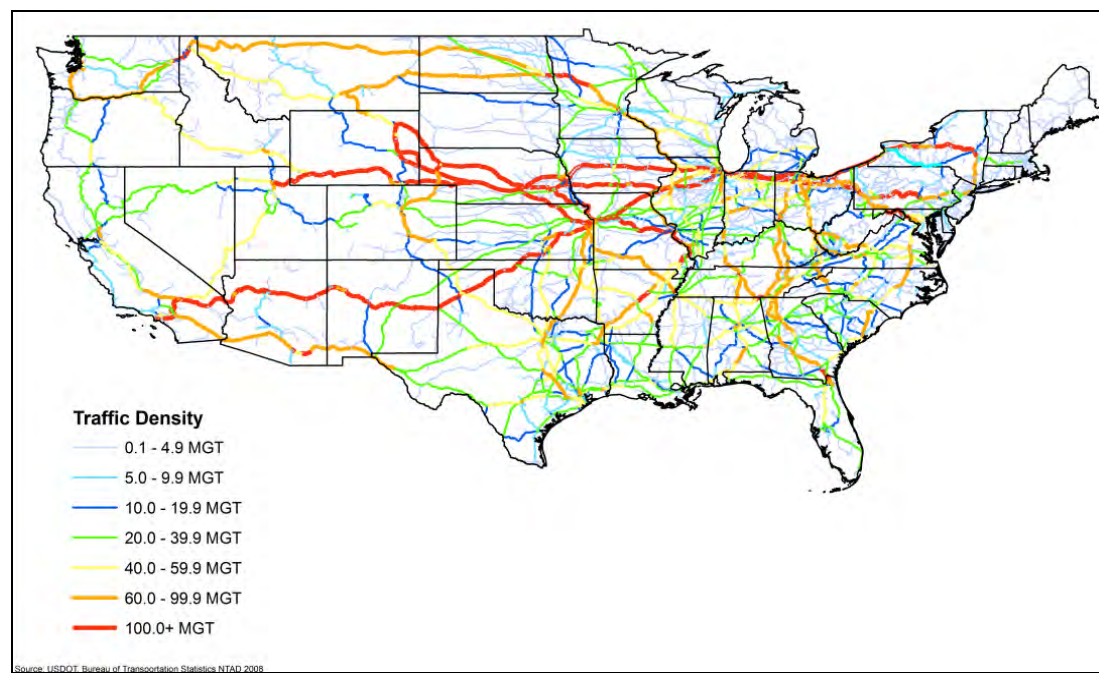 Traffic Density
0.1 - 4.9 MGT
5.0 - 9.9 MGT
10.0 - 19.9 MGT
20.0 - 39.9 MGT
40.0 - 59.9 MGT
60.0 - 99.9 MGT
100.0+ MGT
Source: USDOT, Bureau of Transportation Statistics NTAD 2008